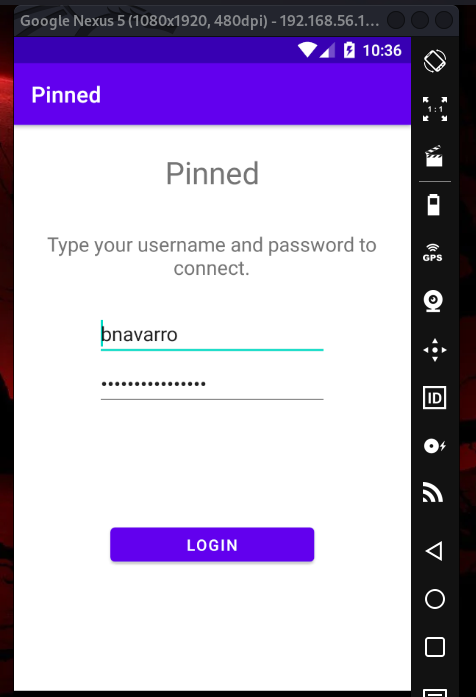 Google Nexus 5 (1080x1920, 480dpi) - 192.168.56.1...
10:36
Pinned
1:1
Pinned
GPS
Type your username and password to
connect.
bnavarro
••••••••••••••••
ID
LOGIN